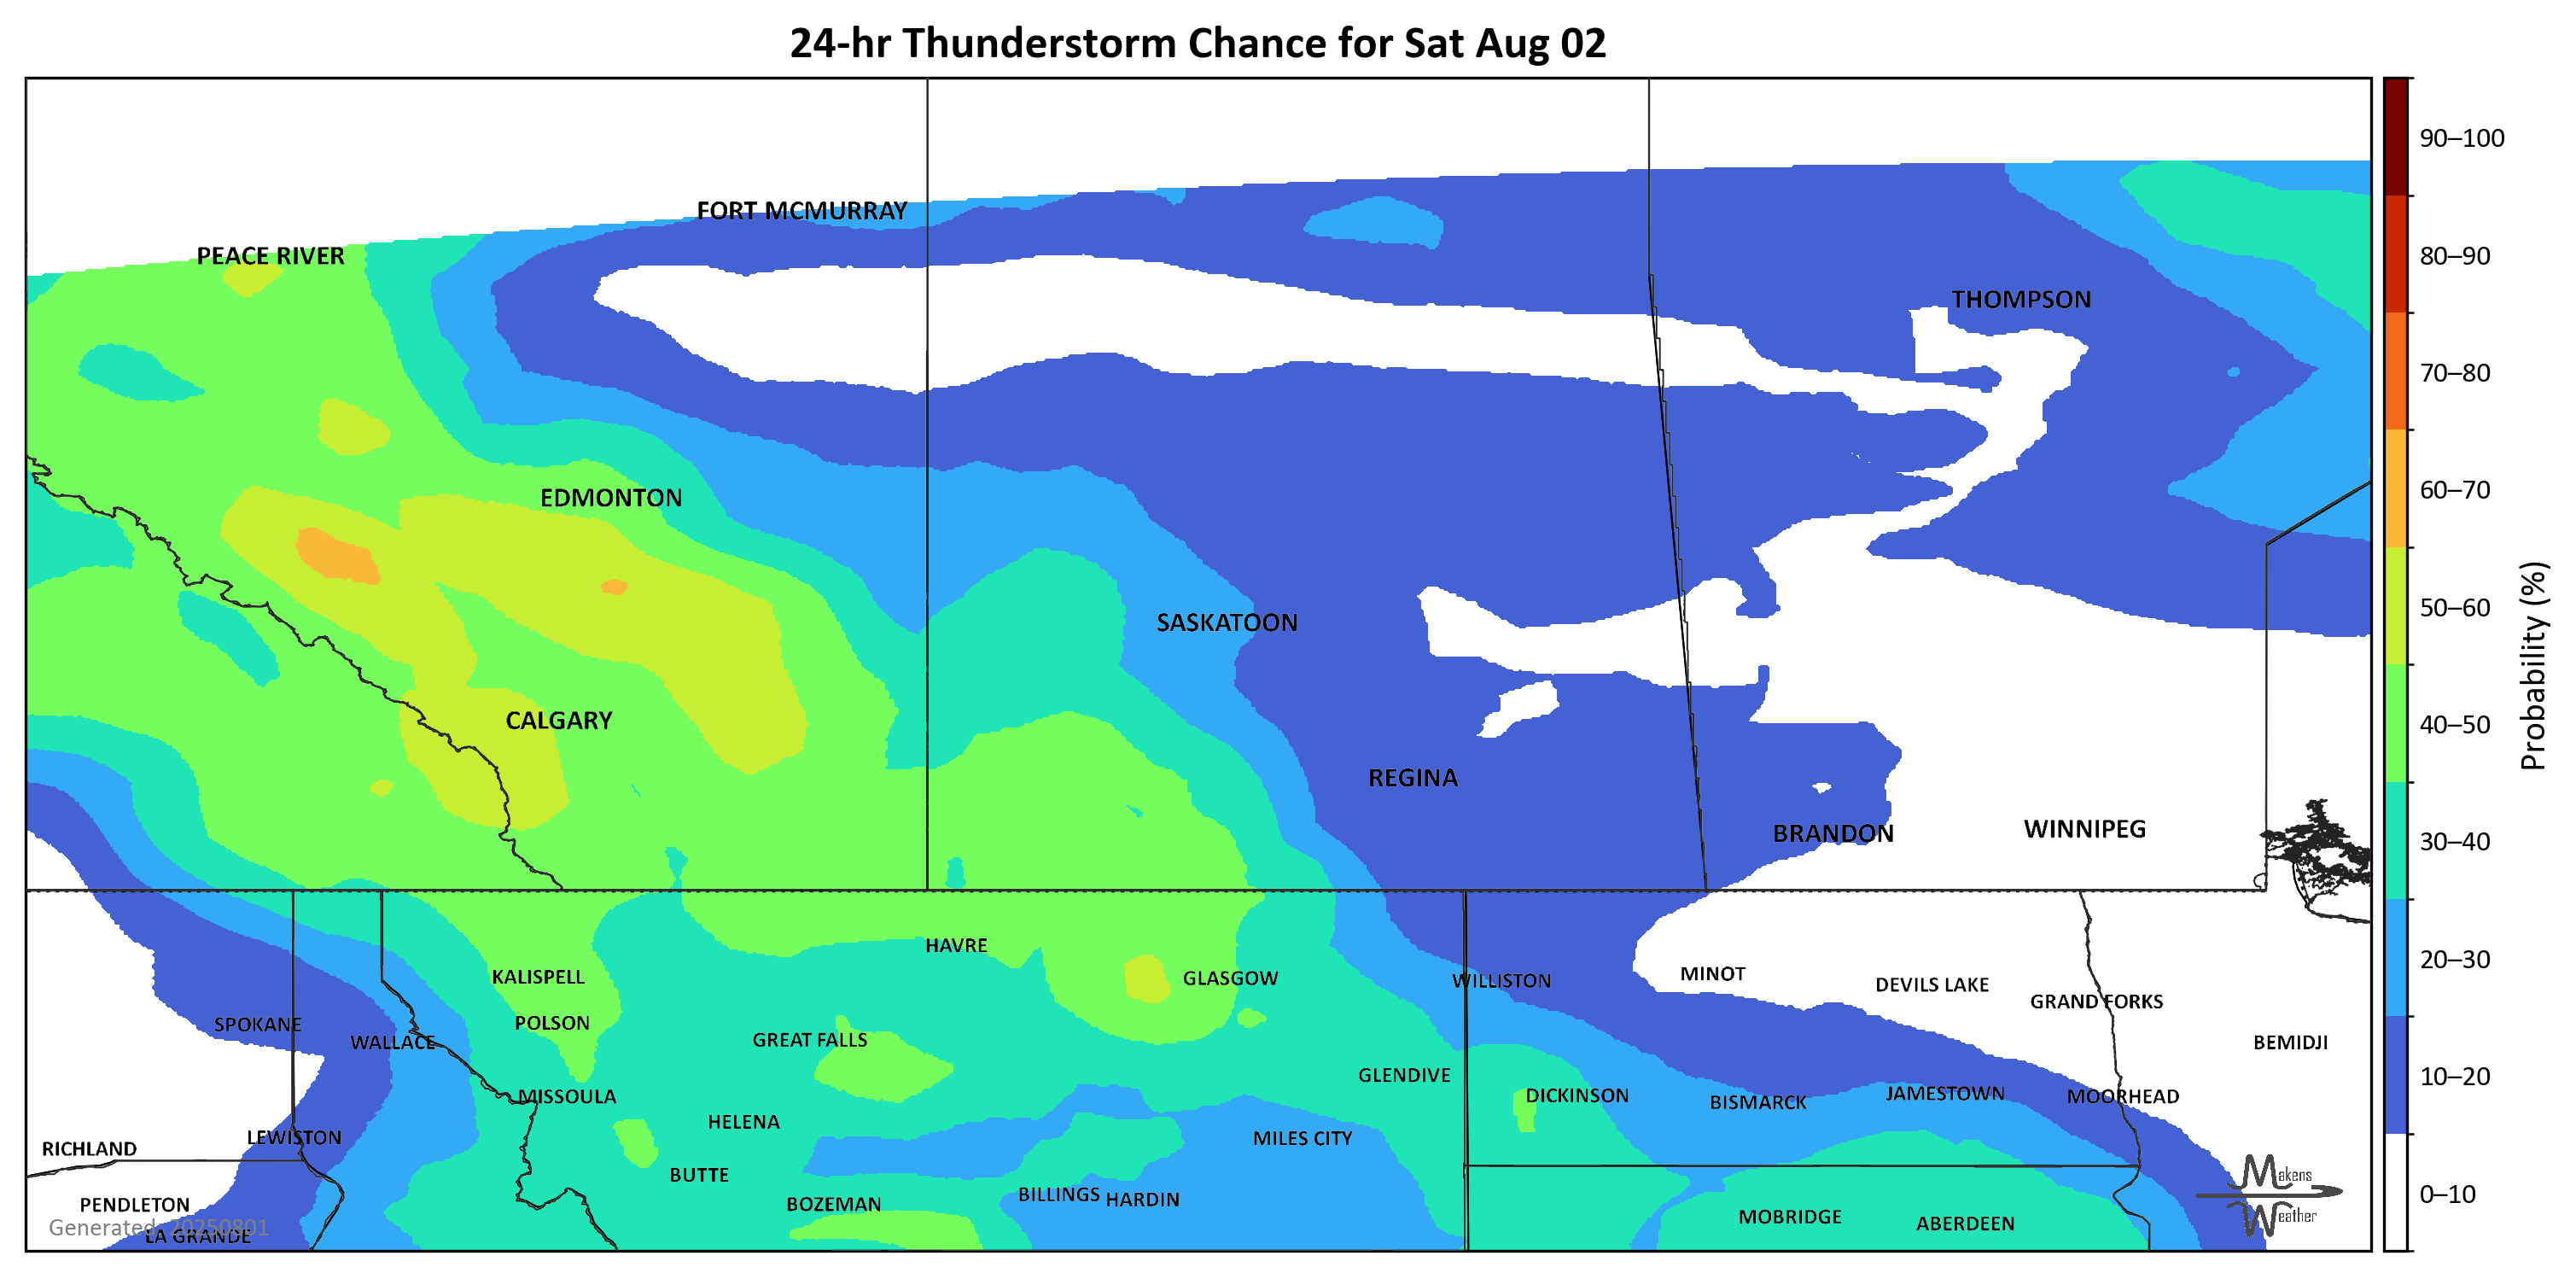 24-hr Thunderstorm Chance for Sat Aug 02
90–100
FORT MCMURRAY
PEACE RIVER
80–90
THOMPSON
70–80
60–70
EDMONTON
50–60
SASKATOON
CALGARY
40–50
Probability (%)
REGINA
WINNIPEG
BRANDON
30–40
HAVRE
20–30
MINOT
KALISPELL
GLASGOW
WILLISTON
DEVILS LAKE
GRAND FORKS
POLSON
SPOKANE
GREAT FALLS
WALLACE
BEMIDJI
GLENDIVE
10–20
DICKINSON
JAMESTOWN
MISSOULA
MOORHEAD
BISMARCK
HELENA
LEWISTON
MILES CITY
RICHLAND
BUTTE
Makens
Weather
BILLINGS
HARDIN
0–10
PENDLETON
BOZEMAN
MOBRIDGE
ABERDEEN
Generated: 20250801
LA GRANDE